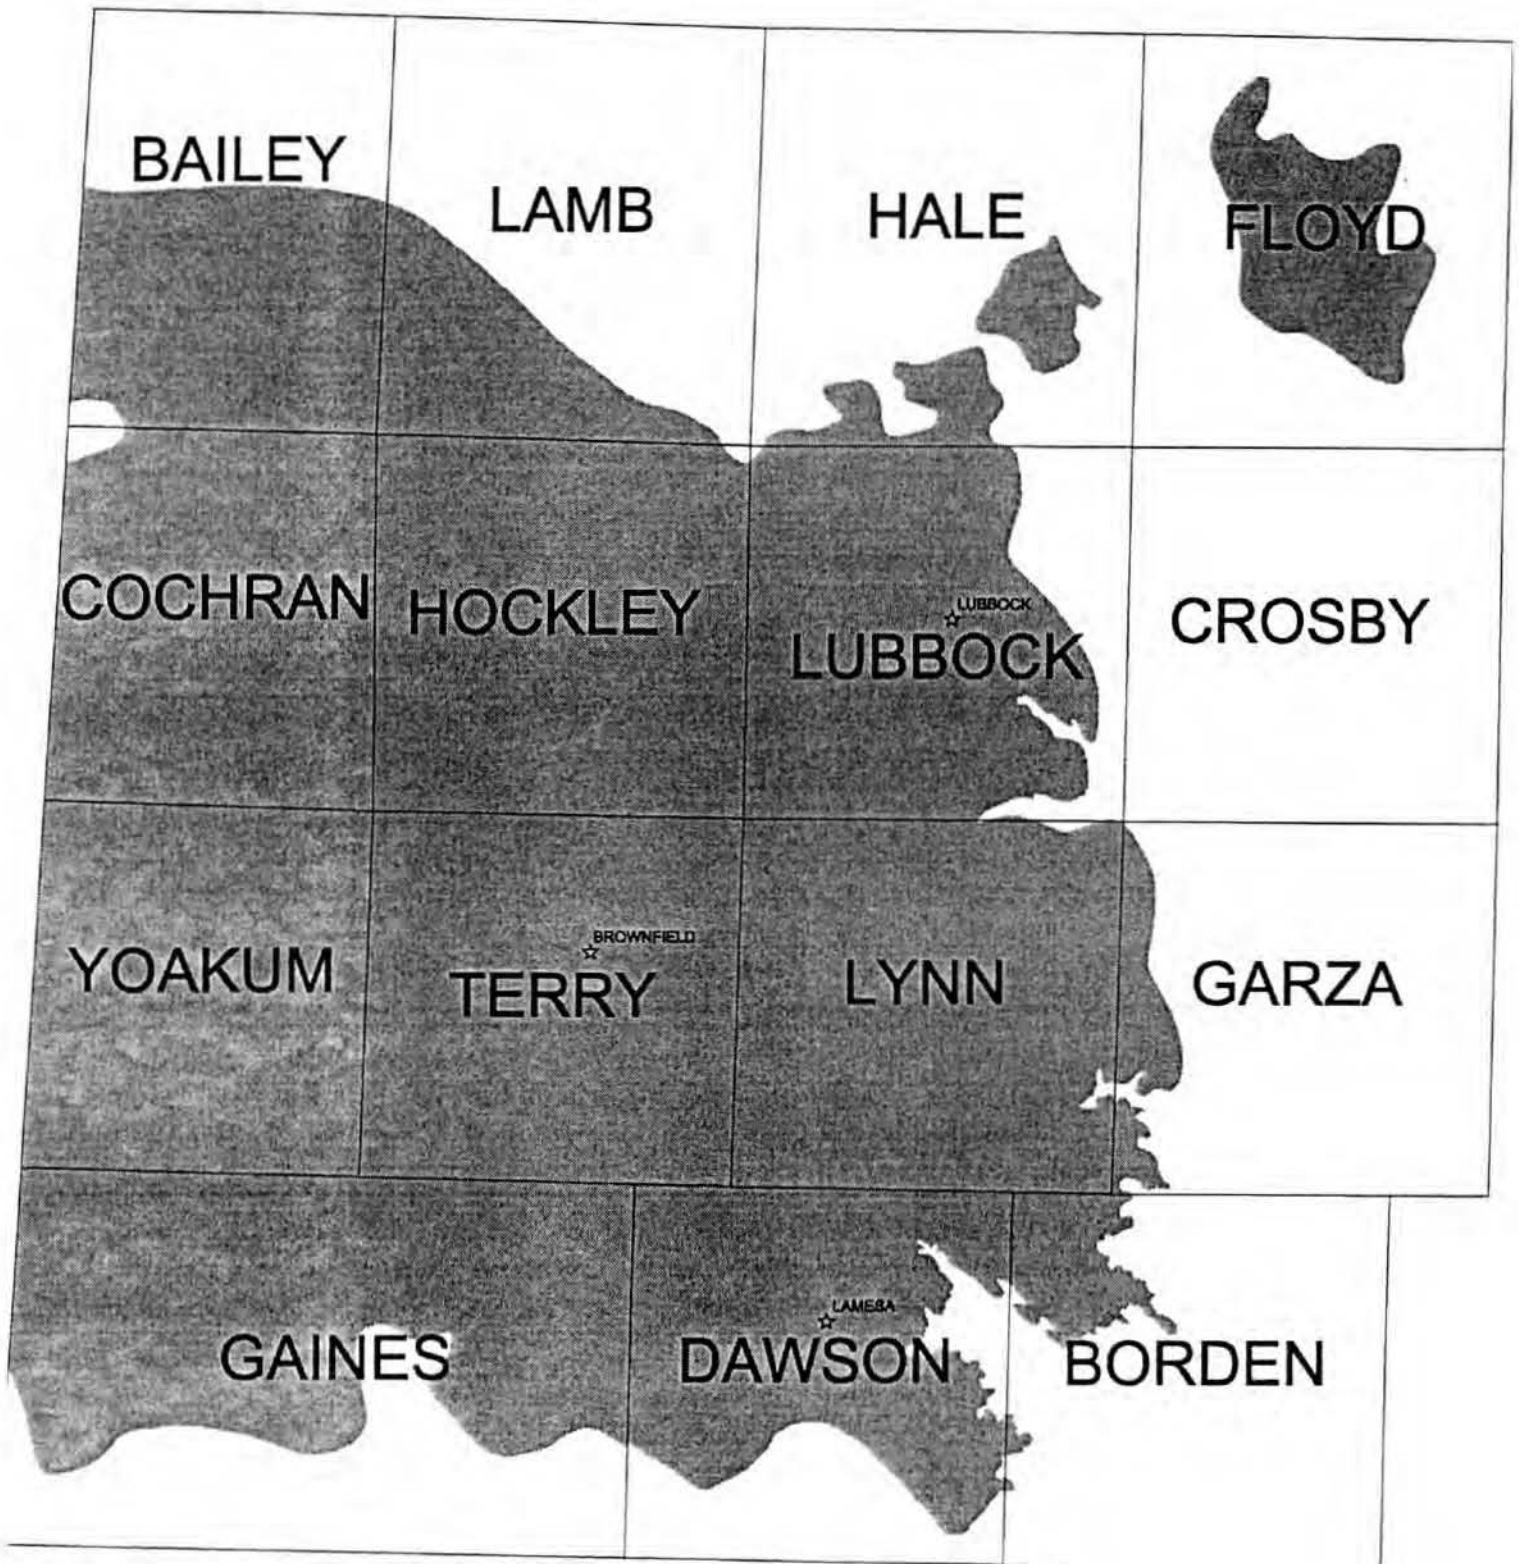 BAILEY
LAMB
HALE
FLOYD
COCHRAN
HOCKLEY
LUBBOCK
LUBBOCK
CROSBY
YOAKUM
BROWNFIELD
TERRY
LYNN
GARZA
GAINES
LAMESA
DAWSON
BORDEN